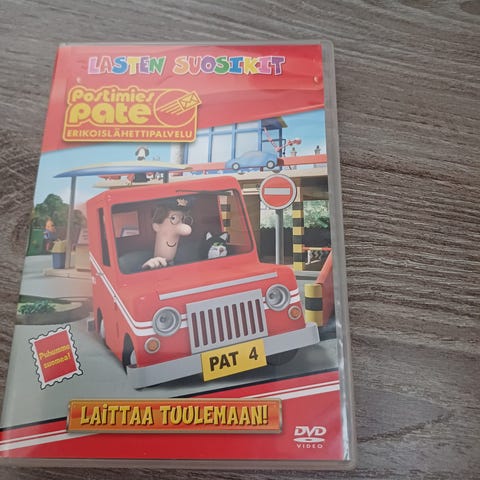 LASTEN SUOSIKIT
Postimies
Pate
ERIKOISLÄHETTIPALVELU
PAT 4
Puhumme
suomea!
LAITTAA TUULEMAAN!
DVD
VIDEO